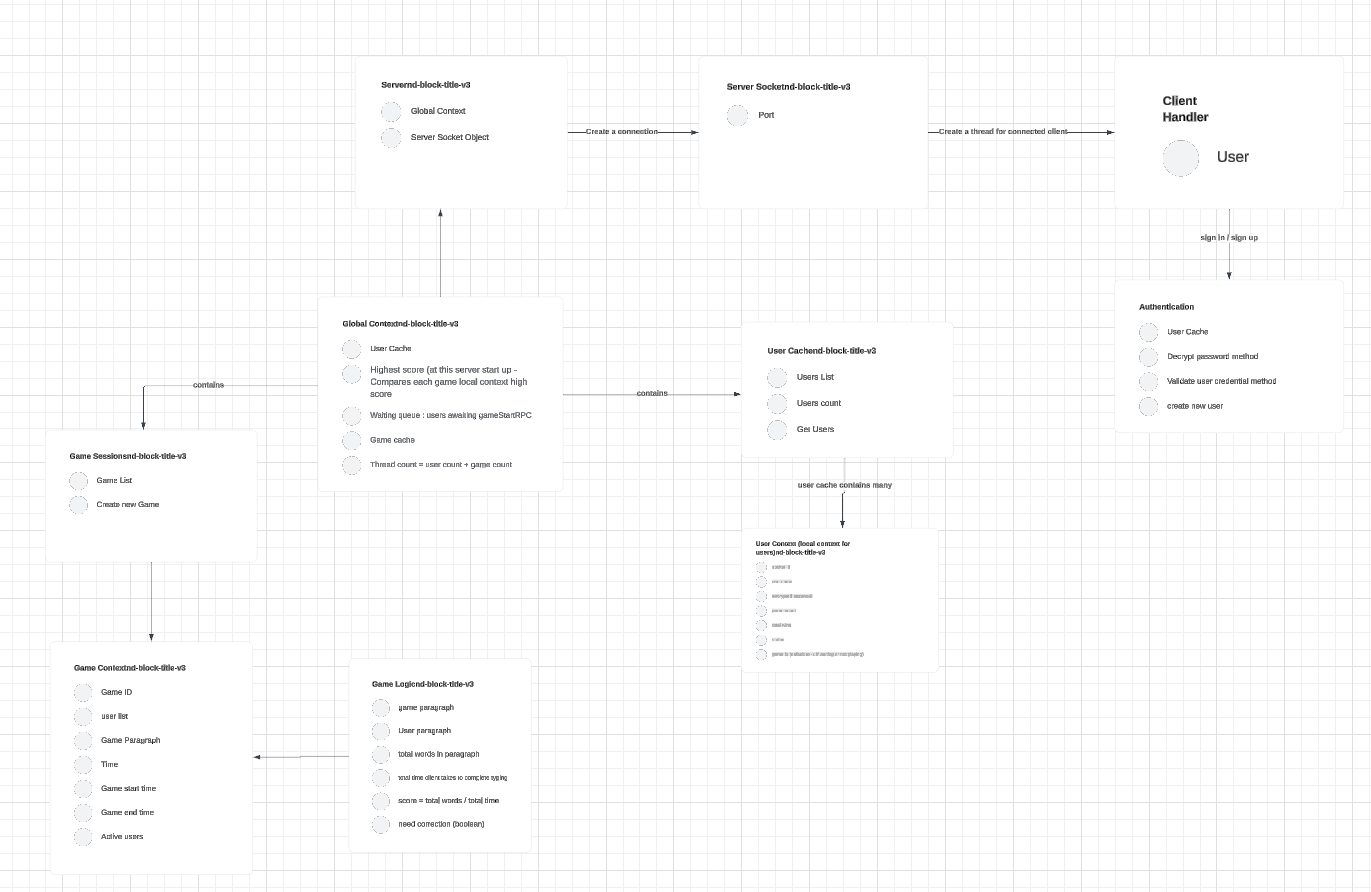 Servernd-block-title-v3
Global Context
Server Socket Object
Create a connection
Server Socketnd-block-title-v3
Port
Create a thread for connected client
Client
Handler
User
sign in / sign up
Authentication
User Cache
Decrypt password method
Validate user credential method
create new user
Global Contextnd-block-title-v3
User Cache
Highest score (at this server start up -
Compares each game local context high
score
Waiting queue : users awaiting gameStartRPC
Game cache
Thread count = user count + game count
contains
contains
User Cachend-block-title-v3
Users List
Users count
Get Users
user cache contains many
User Context (local context for
users)nd-block-title-v3
Game Sessionsnd-block-title-v3
Game List
Create new Game
Game Contextnd-block-title-v3
Game ID
user list
Game Paragraph
Time
Game start time
Game end time
Active users
Game Logicnd-block-title-v3
game paragraph
User paragraph
total words in paragraph
total time client takes to complete typing
score = total words / total time
need correction (boolean)